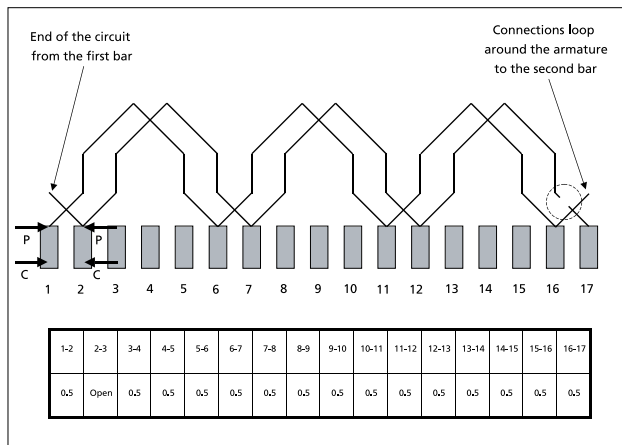 End of the circuit
from the first bar
Connections loop
around the armature
to the second bar
P P
C C
1 2 3 4 5 6 7 8 9 10 11 12 13 14 15 16 17
1-2 2-3 3-4 4-5 5-6 6-7 7-8 8-9 9-10 10-11 11-12 12-13 13-14 14-15 15-16 16-17
0.5 Open 0.5 0.5 0.5 0.5 0.5 0.5 0.5 0.5 0.5 0.5 0.5 0.5 0.5 0.5